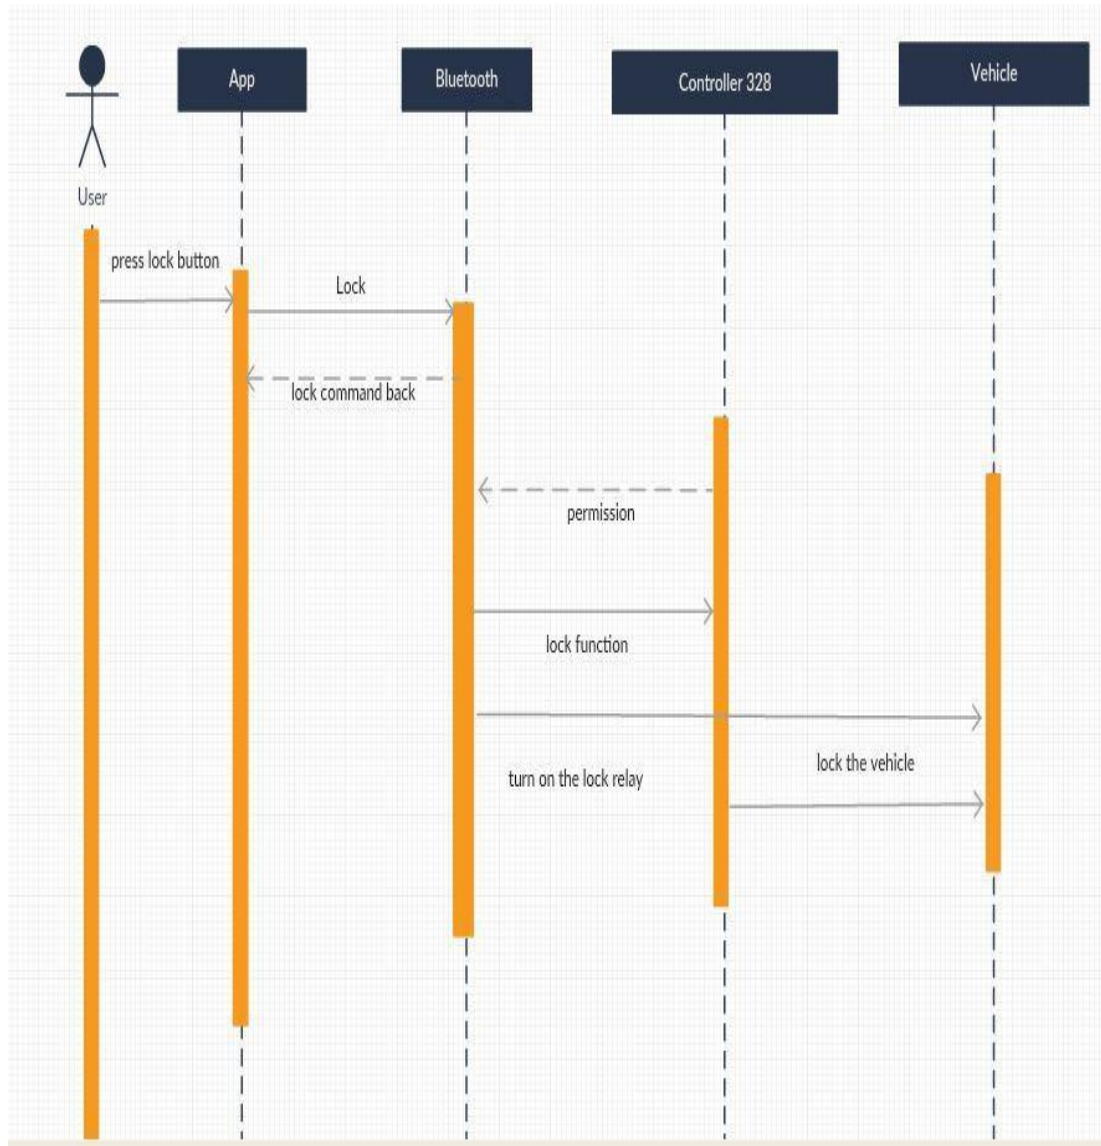 App
Bluetooth
Controller 328
Vehicle
User
press lock button
Lock
lock command back
permission
lock function
turn on the lock relay
lock the vehicle